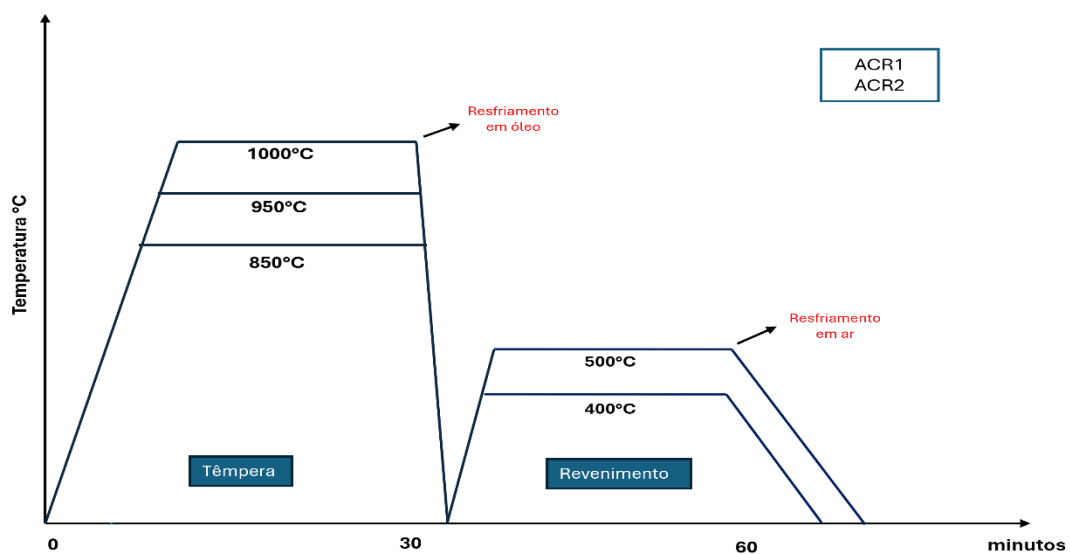 ACR1
ACR2
Resfriamento
em óleo
1000°C
950°C
850°C
Temperatura °C
Resfriamento
em ar
500°C
400°C
Têmpera
Revenimento
0
30
60
minutos